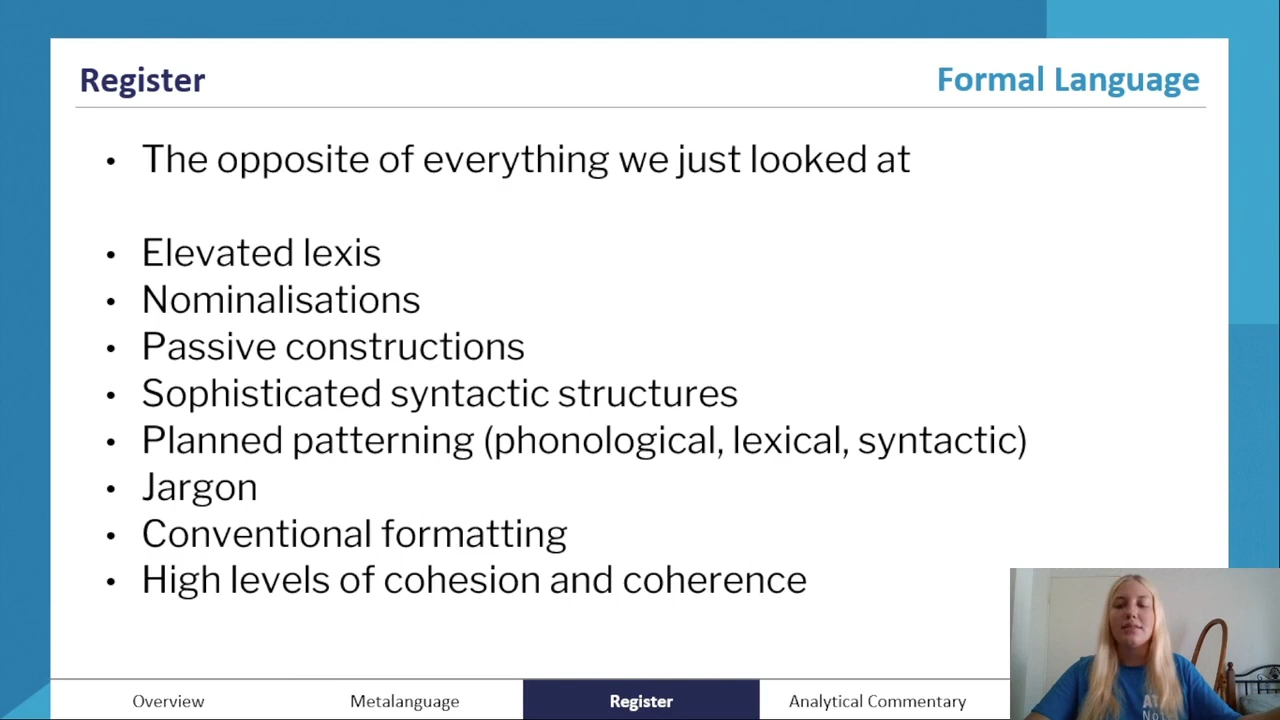 Register
Formal Language
• The opposite of everything we just looked at
• Elevated lexis
• Nominalisations
• Passive constructions
• Sophisticated syntactic structures
• Planned patterning (phonological, lexical, syntactic)
• Jargon
• Conventional formatting
• High levels of cohesion and coherence
Overview
Metalanguage
Register
Analytical Commentary